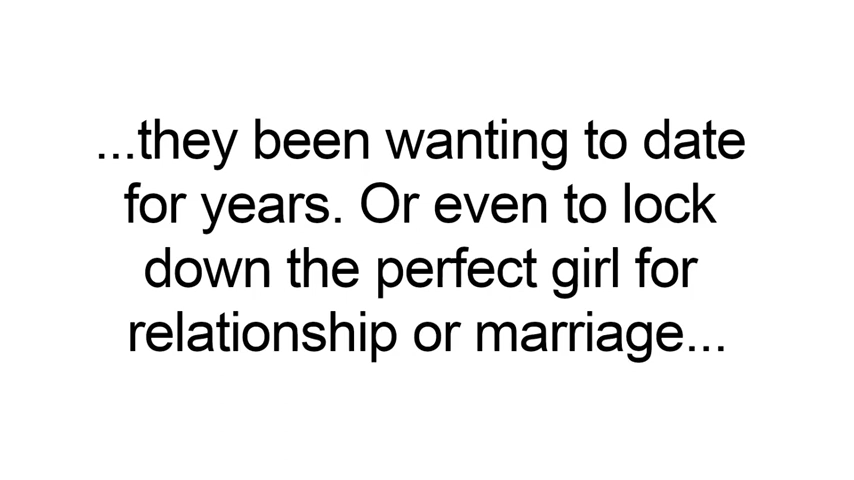 ...they been wanting to date
for years. Or even to lock
down the perfect girl for
relationship or marriage...